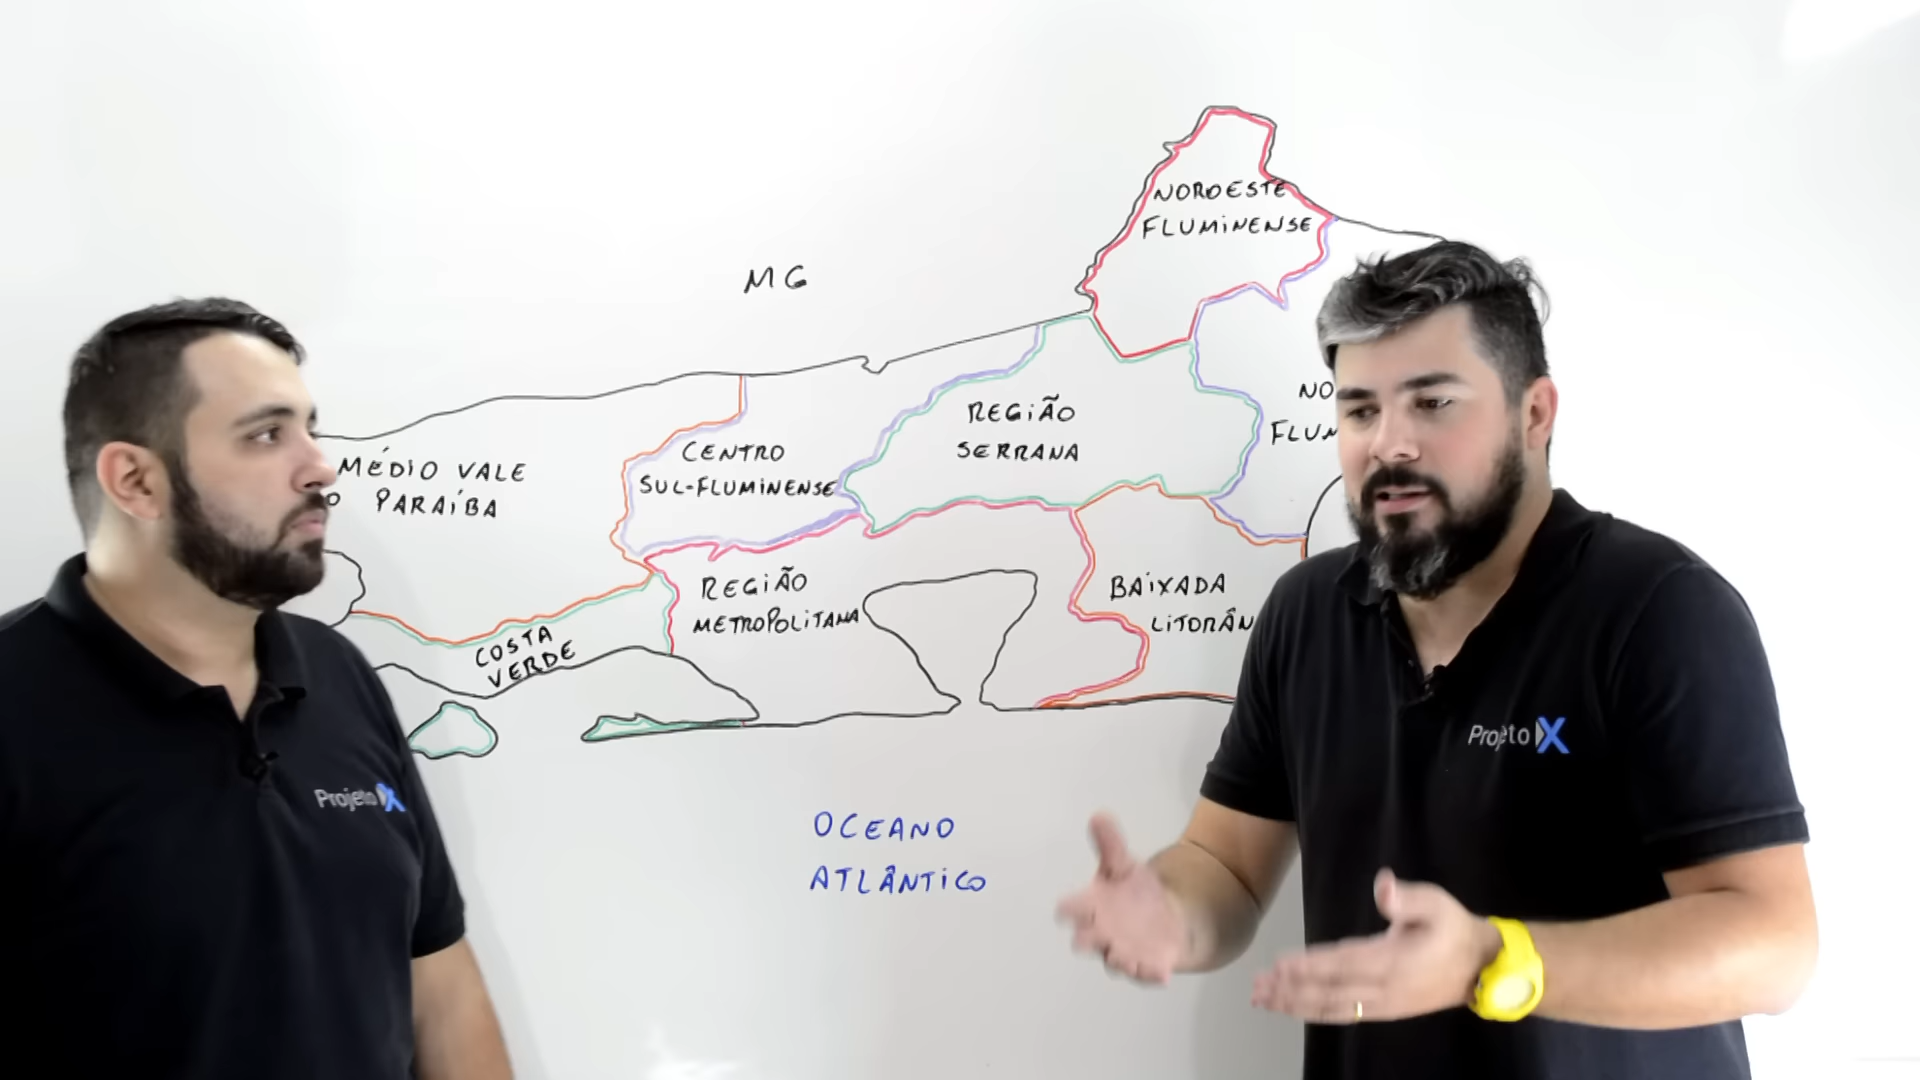 NOROESTE
FLUMINENSE
MG
MÉDIO VALE
PARAÍBA
CENTRO
SUL-FLUMINENSE
REGIÃO
SERRANA
REGIÃO
METROPOLITANA
BAIXADA
COSTA
VERDE
OCEANO
ATLÂNTICO
Projeto X
Projeto X